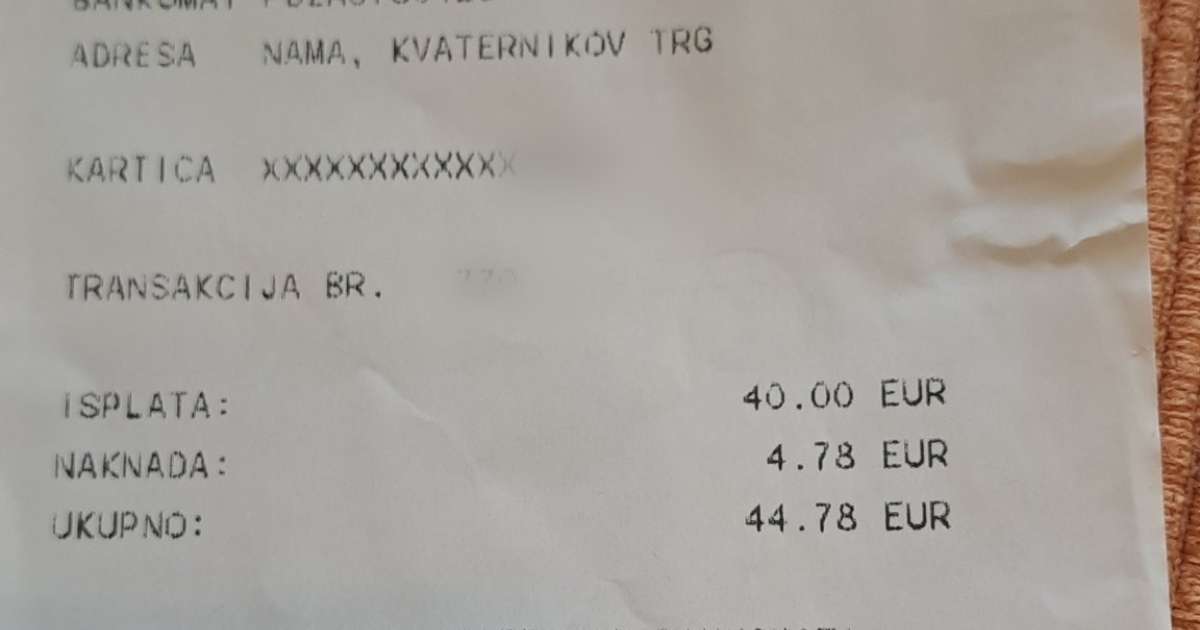 ADRESA NAMA, KVATERNIKOV TRG
KARTICA XXXXXXXXXXXX
TRANSAKCIJA BR.
ISPLATA: 40.00 EUR
NAKNADA: 4.78 EUR
UKUPNO: 44.78 EUR